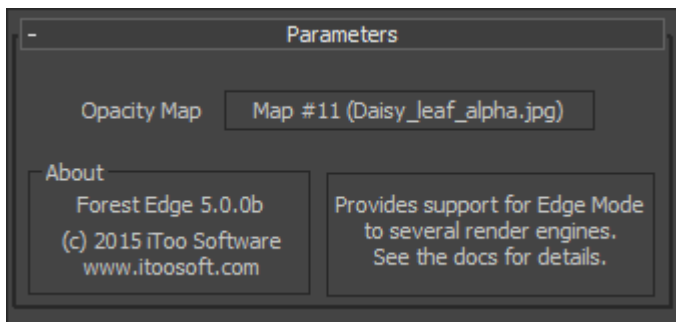 - Parameters
Opacity Map Map #11 (Daisy_leaf_alpha.jpg)
About
Forest Edge 5.0.0b
(c) 2015 iToo Software
www.itoosoft.com
Provides support for Edge Mode
to several render engines.
See the docs for details.